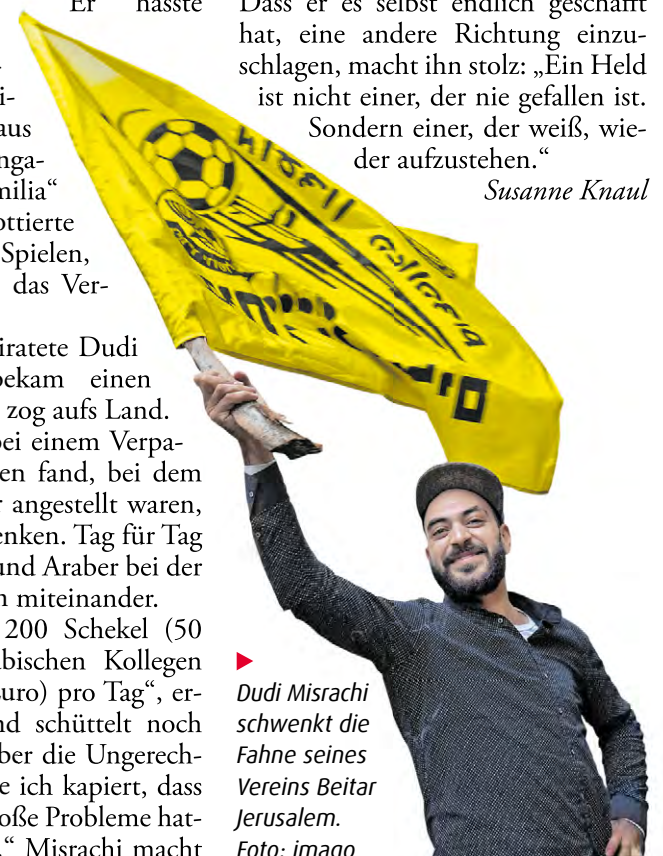 Er hasste
i-
aus
nga-
milia“
ottierte
Spielen,
das Ver-
iratete Dudi
bekam einen
zog aufs Land.
bei einem Verpa-
en fand, bei dem
r angestellt waren,
enken. Tag für Tag
und Araber bei der
n miteinander.
200 Schekel (50
abischen Kollegen
Euro) pro Tag“, er-
nd schüttelt noch
ber die Ungerech-
e ich kapiert, dass
oße Probleme hat-
.“ Misrachi macht
Dass er es selbst endlich geschafft
hat, eine andere Richtung einzu-
schlagen, macht ihn stolz: „Ein Held
ist nicht einer, der nie gefallen ist.
Sondern einer, der weiß, wie-
der aufzustehen.“
Susanne Knaul
Dudi Misrachi
schwenkt die
Fahne seines
Vereins Beitar
Jerusalem.
Foto: imago